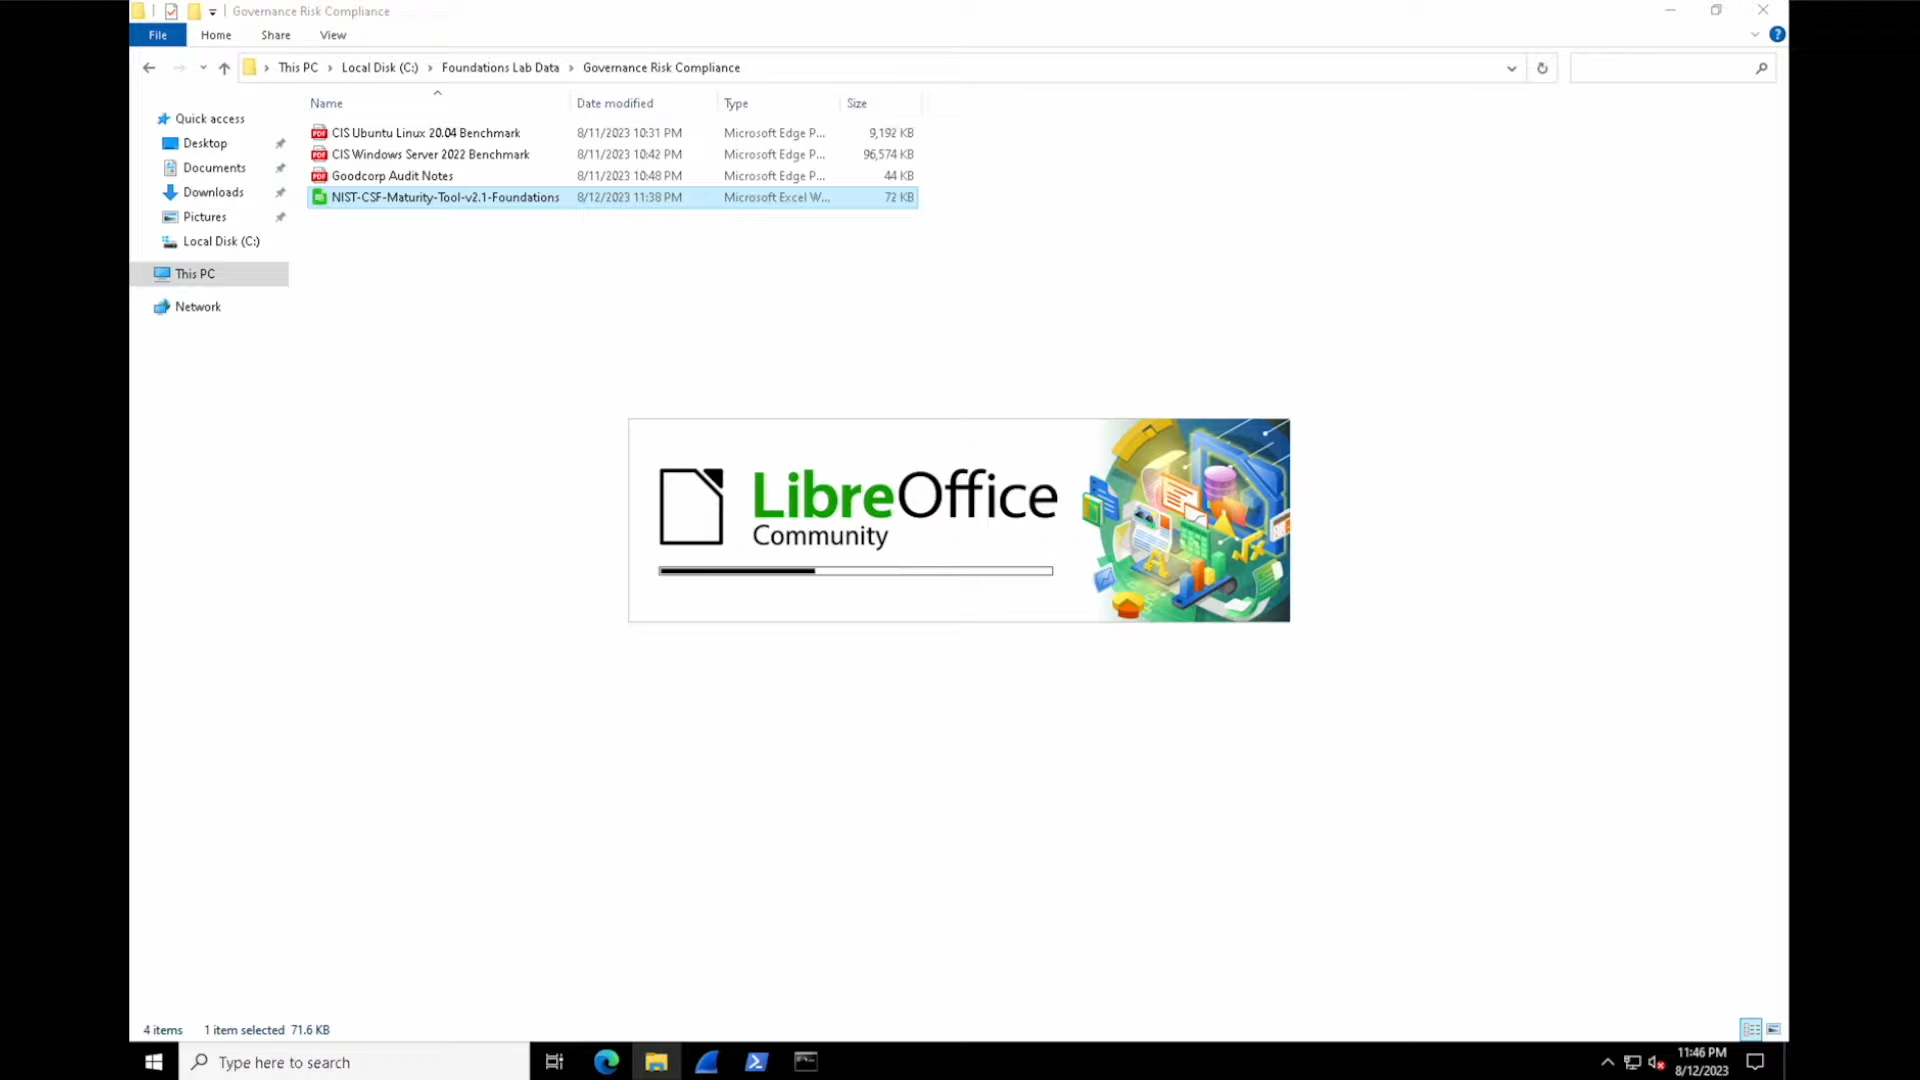 Governance Risk Compliance
File Home Share View
This PC Local Disk (C:) Foundations Lab Data Governance Risk Compliance
Name Date modified Type Size
CIS Ubuntu Linux 20.04 Benchmark 8/11/2023 10:31 PM Microsoft Edge P... 9,192 KB
CIS Windows Server 2022 Benchmark 8/11/2023 10:42 PM Microsoft Edge P... 96,574 KB
Goodcorp Audit Notes 8/11/2023 10:48 PM Microsoft Edge P... 44 KB
NIST-CSF-Maturity-Tool-v2.1-Foundations 8/12/2023 11:38 PM Microsoft Excel W... 72 KB
Quick access
Desktop
Documents
Downloads
Pictures
Local Disk (C:)
This PC
Network
LibreOffice
Community
4 items 1 item selected 71.6 KB
Type here to search
11:46 PM
8/12/2023